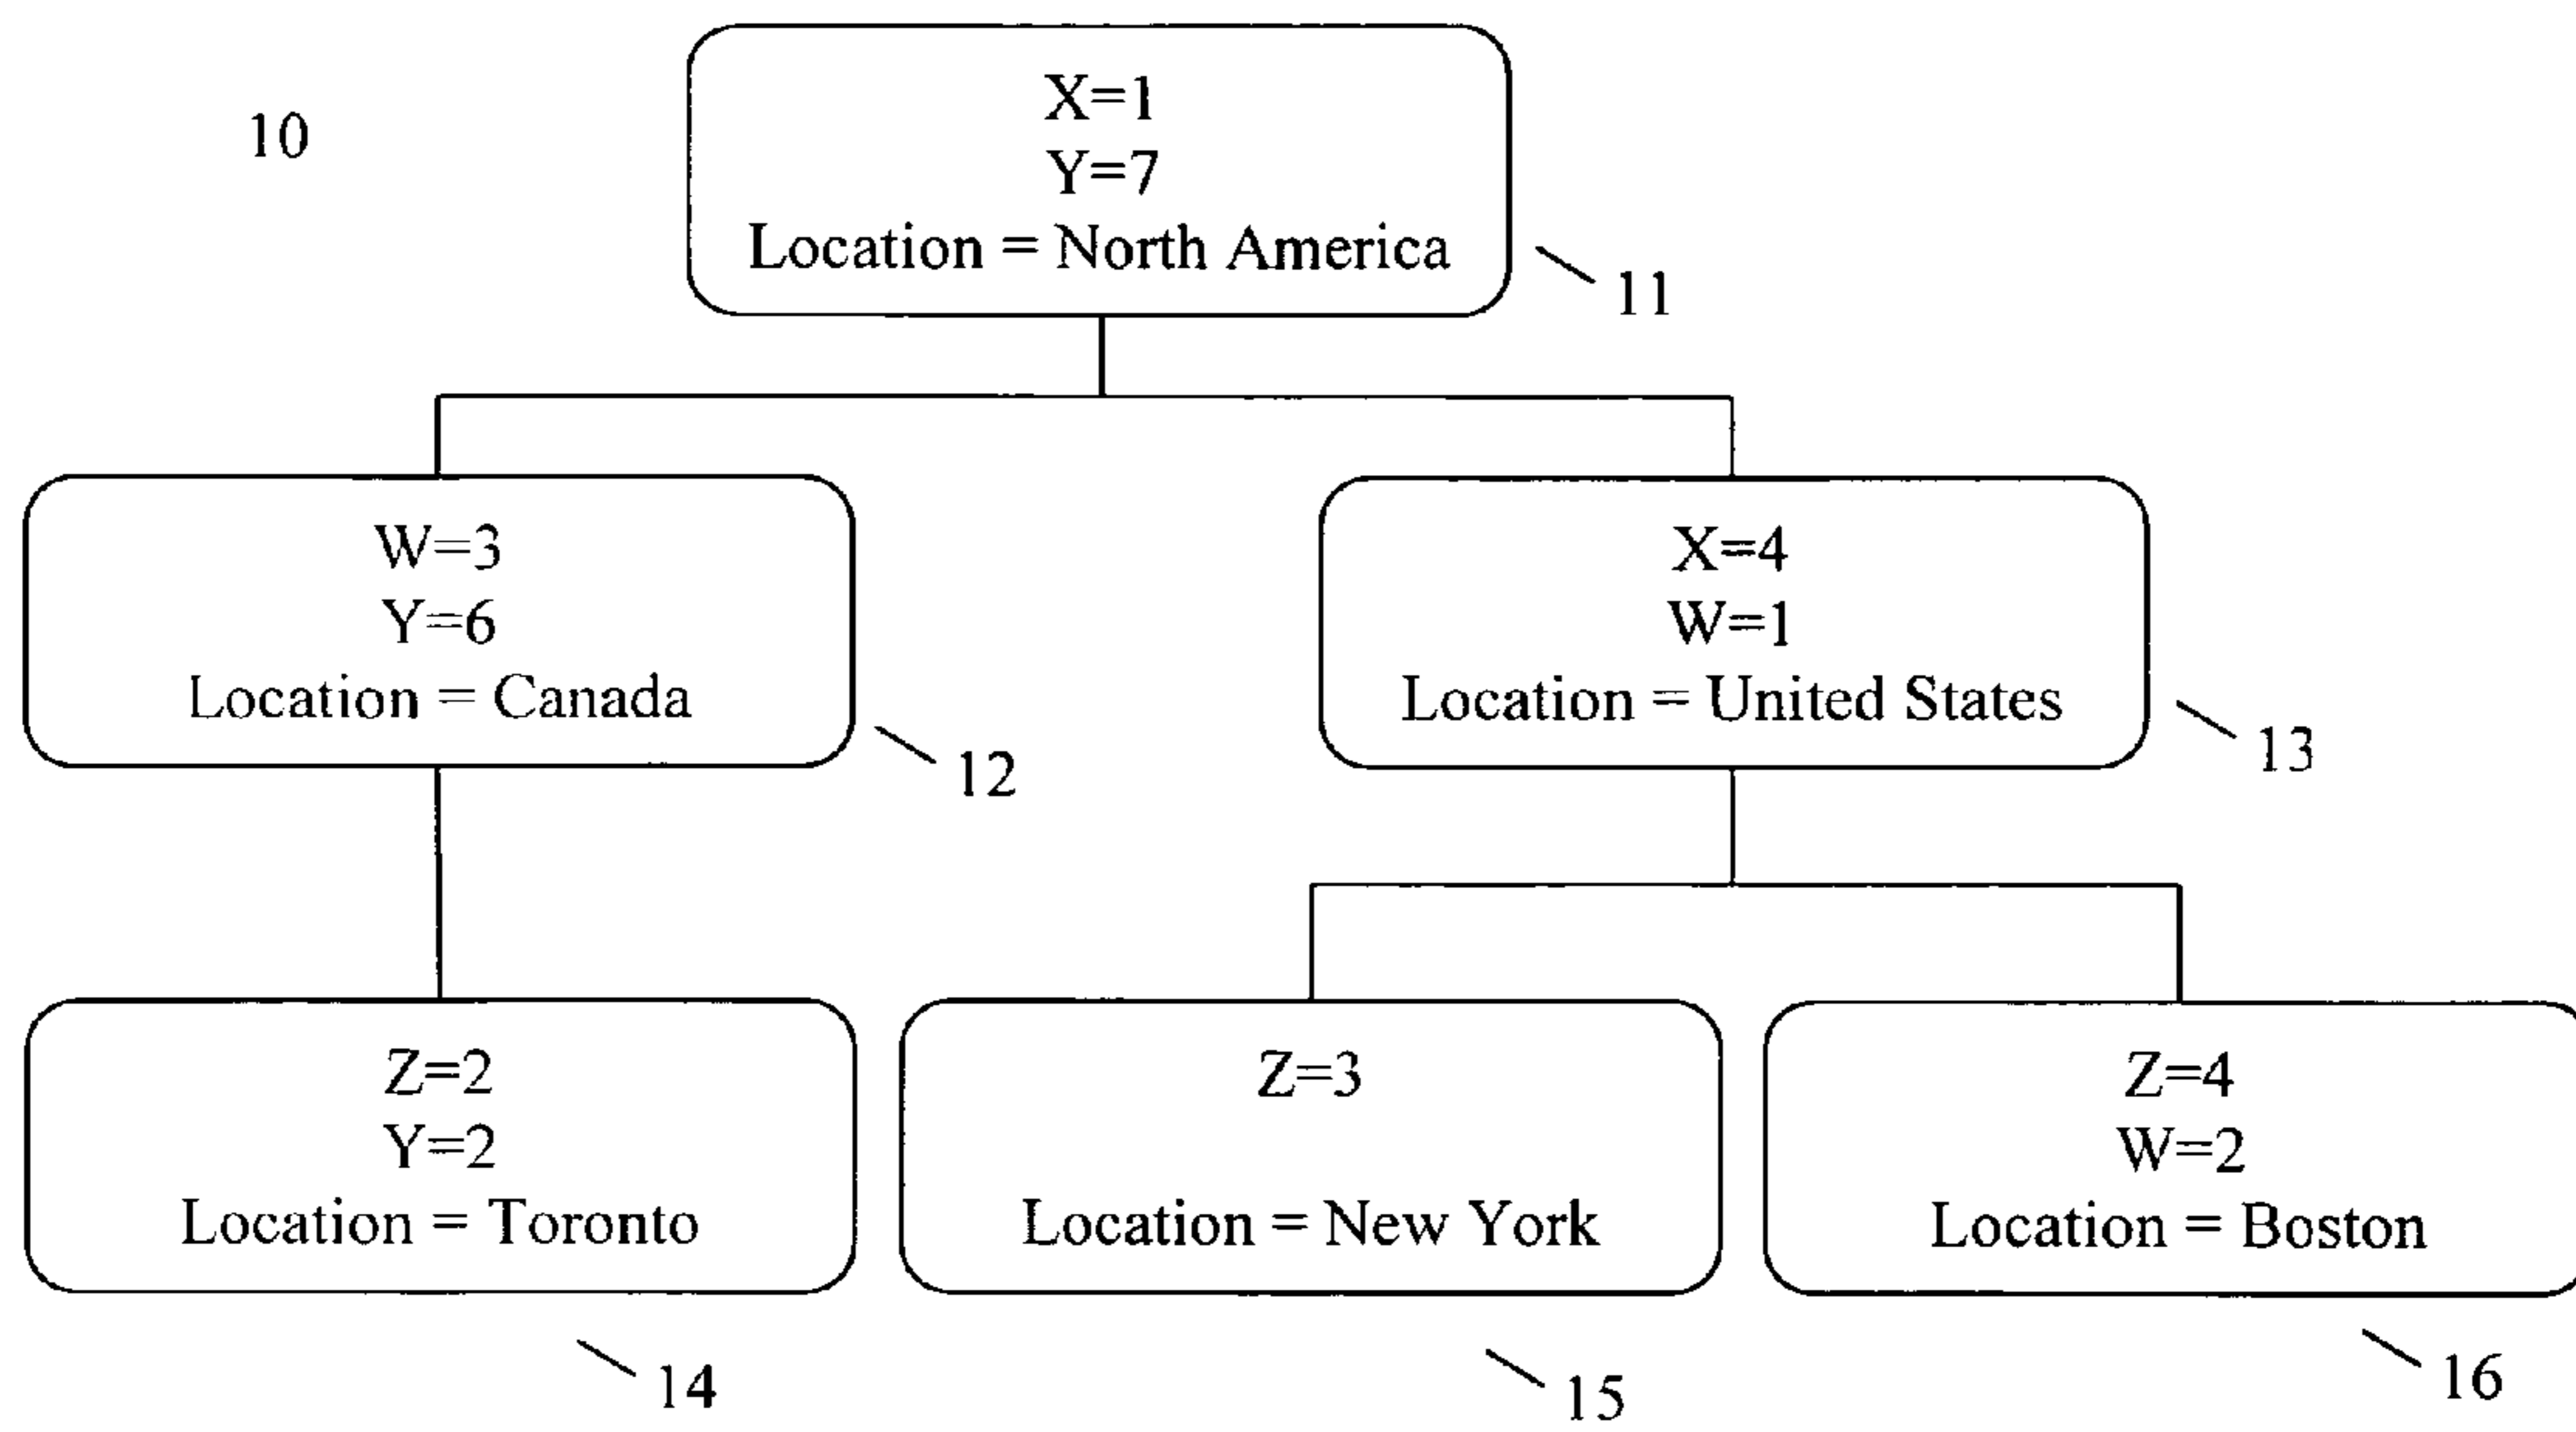 10
X=1
Y=7
Location = North America
11
W=3
Y=6
Location = Canada
12
X=4
W=1
Location = United States
13
Z=2
Y=2
Location = Toronto
14
Z=3
Location = New York
15
Z=4
W=2
Location = Boston
16